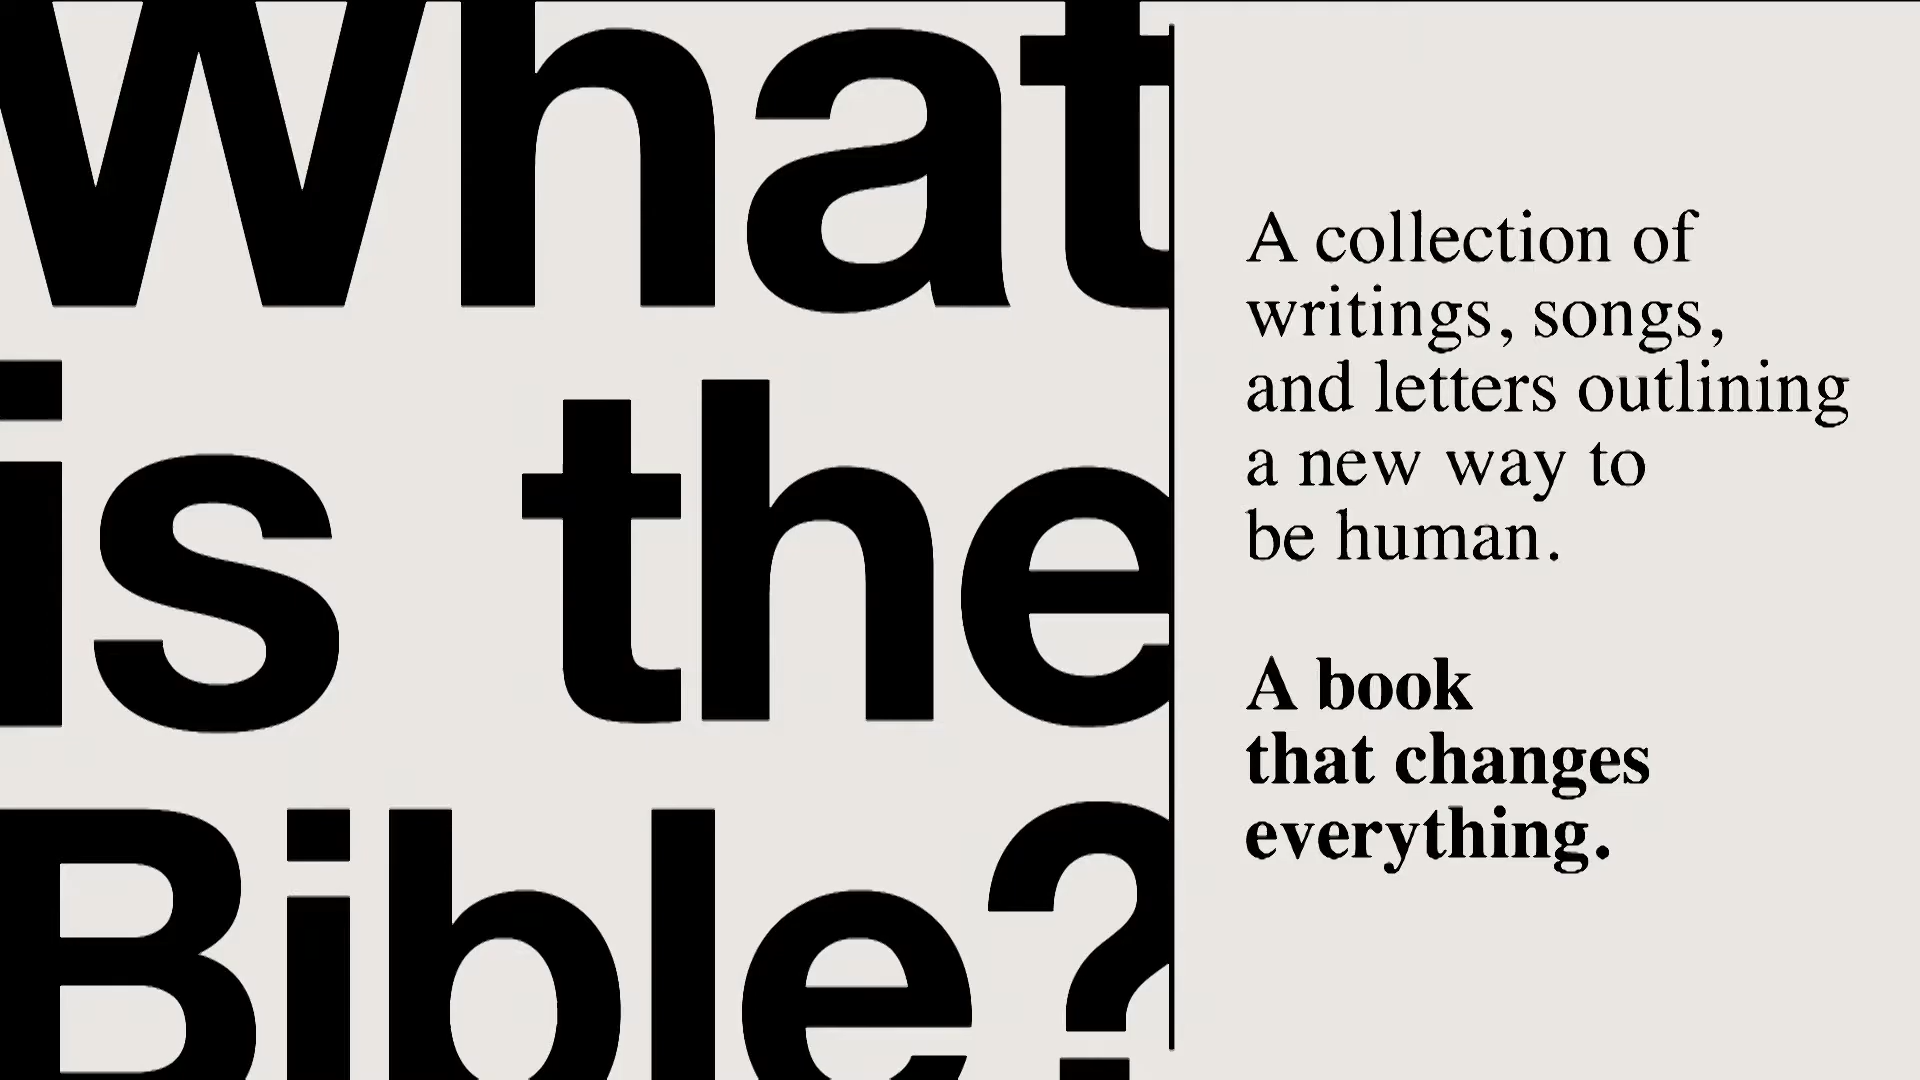 What
is the
Bible?
A collection of
writings, songs,
and letters outlining
a new way to
be human.
A book
that changes
everything.